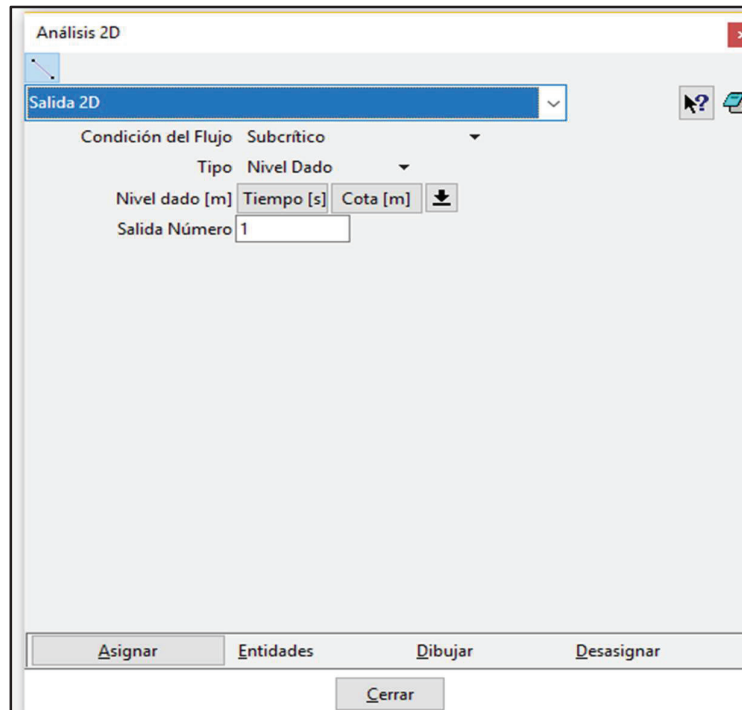 Análisis 2D
Salida 2D
Condición del Flujo Subcrítico
Tipo Nivel Dado
Nivel dado [m] Tiempo [s] Cota [m]
Salida Número 1
Asignar Entidades Dibujar Desasignar
Cerrar